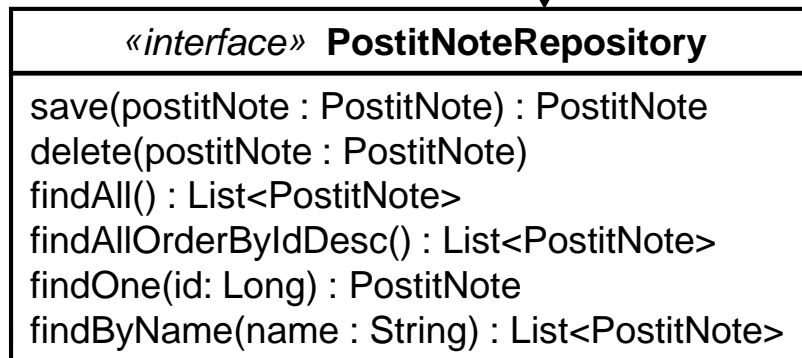 «interface» PostitNoteRepository
save(postitNote : PostitNote) : PostitNote
delete(postitNote : PostitNote)
findAll() : List<PostitNote>
findAllOrderByIdDesc() : List<PostitNote>
findOne(id: Long) : PostitNote
findByName(name : String) : List<PostitNote>